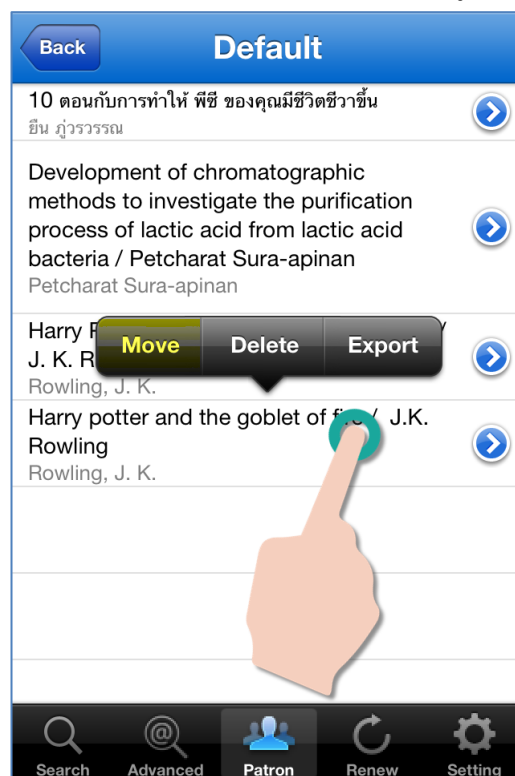 Back
Default
10 ตอนกับการทำให้ พีซี ของคุณมีชีวิตชีวาขึ้น
ยืน ภู่วรวรรณ
Development of chromatographic
methods to investigate the purification
process of lactic acid from lactic acid
bacteria / Petcharat Sura-apinan
Petcharat Sura-apinan
Harry /
J. K.
Move Delete Export
Rowling, J. K.
Harry potter and the goblet of / J.K.
Rowling
Rowling, J. K.
Search Advanced Patron Renew Setting